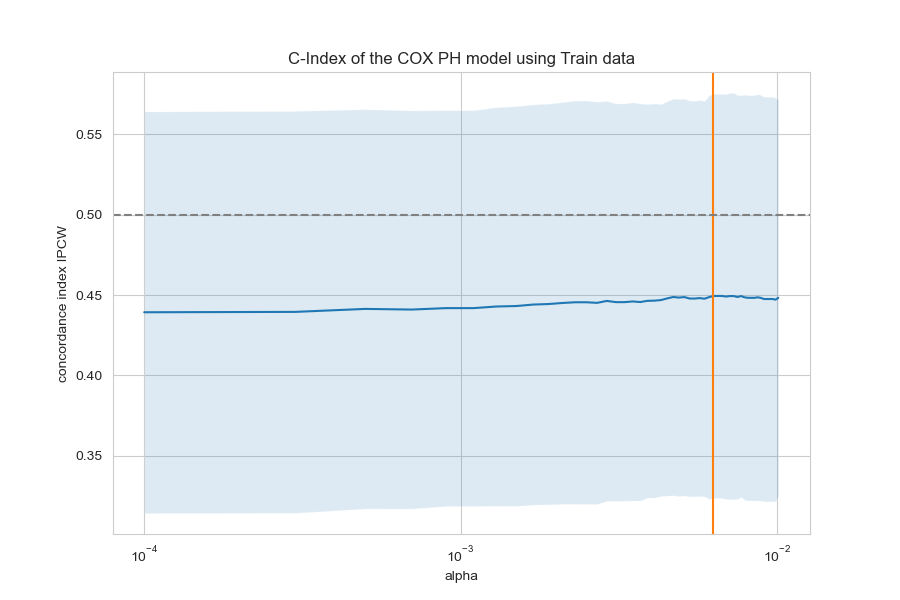 C-Index of the COX PH model using Train data
concordance index IPCW
0.55
0.50
0.45
0.40
0.35
10⁻⁴ 10⁻³ 10⁻²
alpha